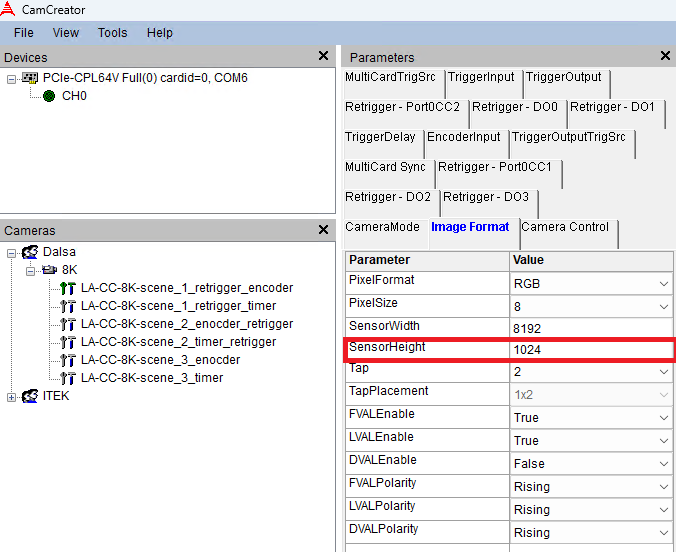 CamCreator
File View Tools Help
Devices
PCIe-CPL64V Full(0) cardid=0, COM6
CH0
Cameras
Dalsa
8K
LA-CC-8K-scene_1_retrigger_encoder
LA-CC-8K-scene_1_retrigger_timer
LA-CC-8K-scene_2_enocder_retrigger
LA-CC-8K-scene_2_timer_retrigger
LA-CC-8K-scene_3_enocder
LA-CC-8K-scene_3_timer
ITEK
Parameters
MultiCardTrigSrc TriggerInput TriggerOutput
Retrigger - Port0CC2 Retrigger - DO0 Retrigger - DO1
TriggerDelay EncoderInput TriggerOutputTrigSrc
MultiCard Sync Retrigger - Port0CC1
Retrigger - DO2 Retrigger - DO3
CameraMode Image Format Camera Control
Parameter Value
PixelFormat RGB
PixelSize 8
SensorWidth 8192
SensorHeight 1024
Tap 2
TapPlacement 1x2
FVALEnable True
LVALEnable True
DVALEnable False
FVALPolarity Rising
LVALPolarity Rising
DVALPolarity Rising